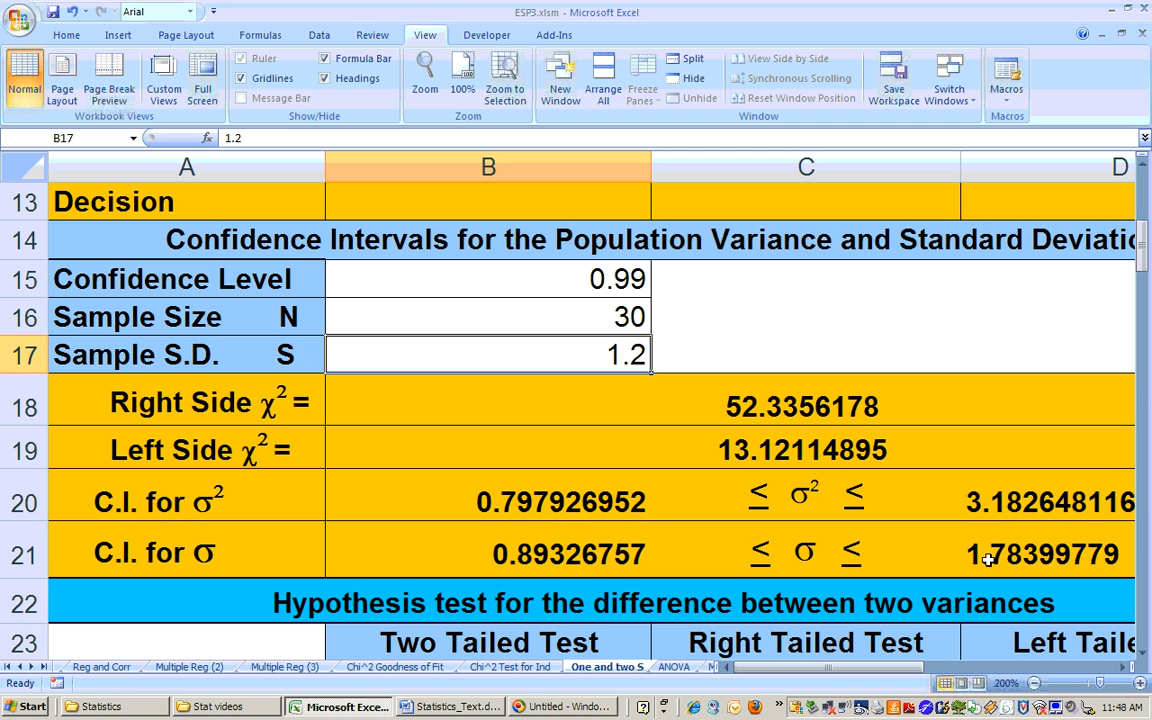 Arial
ESP3.xlsm - Microsoft Excel
Home Insert Page Layout Formulas Data Review View Developer Add-Ins
Normal Page Layout Page Break Preview Custom Views Full Screen
Ruler Formula Bar
Gridlines Headings
Message Bar
Zoom 100% Zoom to Selection
New Window Arrange All Freeze Panes
Split
Hide
Unhide
View Side by Side
Synchronous Scrolling
Reset Window Position
Save Workspace Switch Windows Macros
Workbook Views Show/Hide Zoom Window Macros
B17 fx 1.2
A B C D
13 Decision
14 Confidence Intervals for the Population Variance and Standard Deviatio
15 Confidence Level 0.99
16 Sample Size N 30
17 Sample S.D. S 1.2
18 Right Side χ² = 52.3356178
19 Left Side χ² = 13.12114895
20 C.I. for σ² 0.797926952 ≤ σ² ≤ 3.182648116
21 C.I. for σ 0.89326757 ≤ σ ≤ 1.78399779
22 Hypothesis test for the difference between two variances
23 Two Tailed Test Right Tailed Test Left Taile
Reg and Corr Multiple Reg (2) Multiple Reg (3) Chi^2 Goodness of Fit Chi^2 Test for Ind One and two S ANOVA M
Ready 200%
Start Statistics Stat videos Microsoft Exce... Statistics_Text.d... Untitled - Windo... 11:48 AM